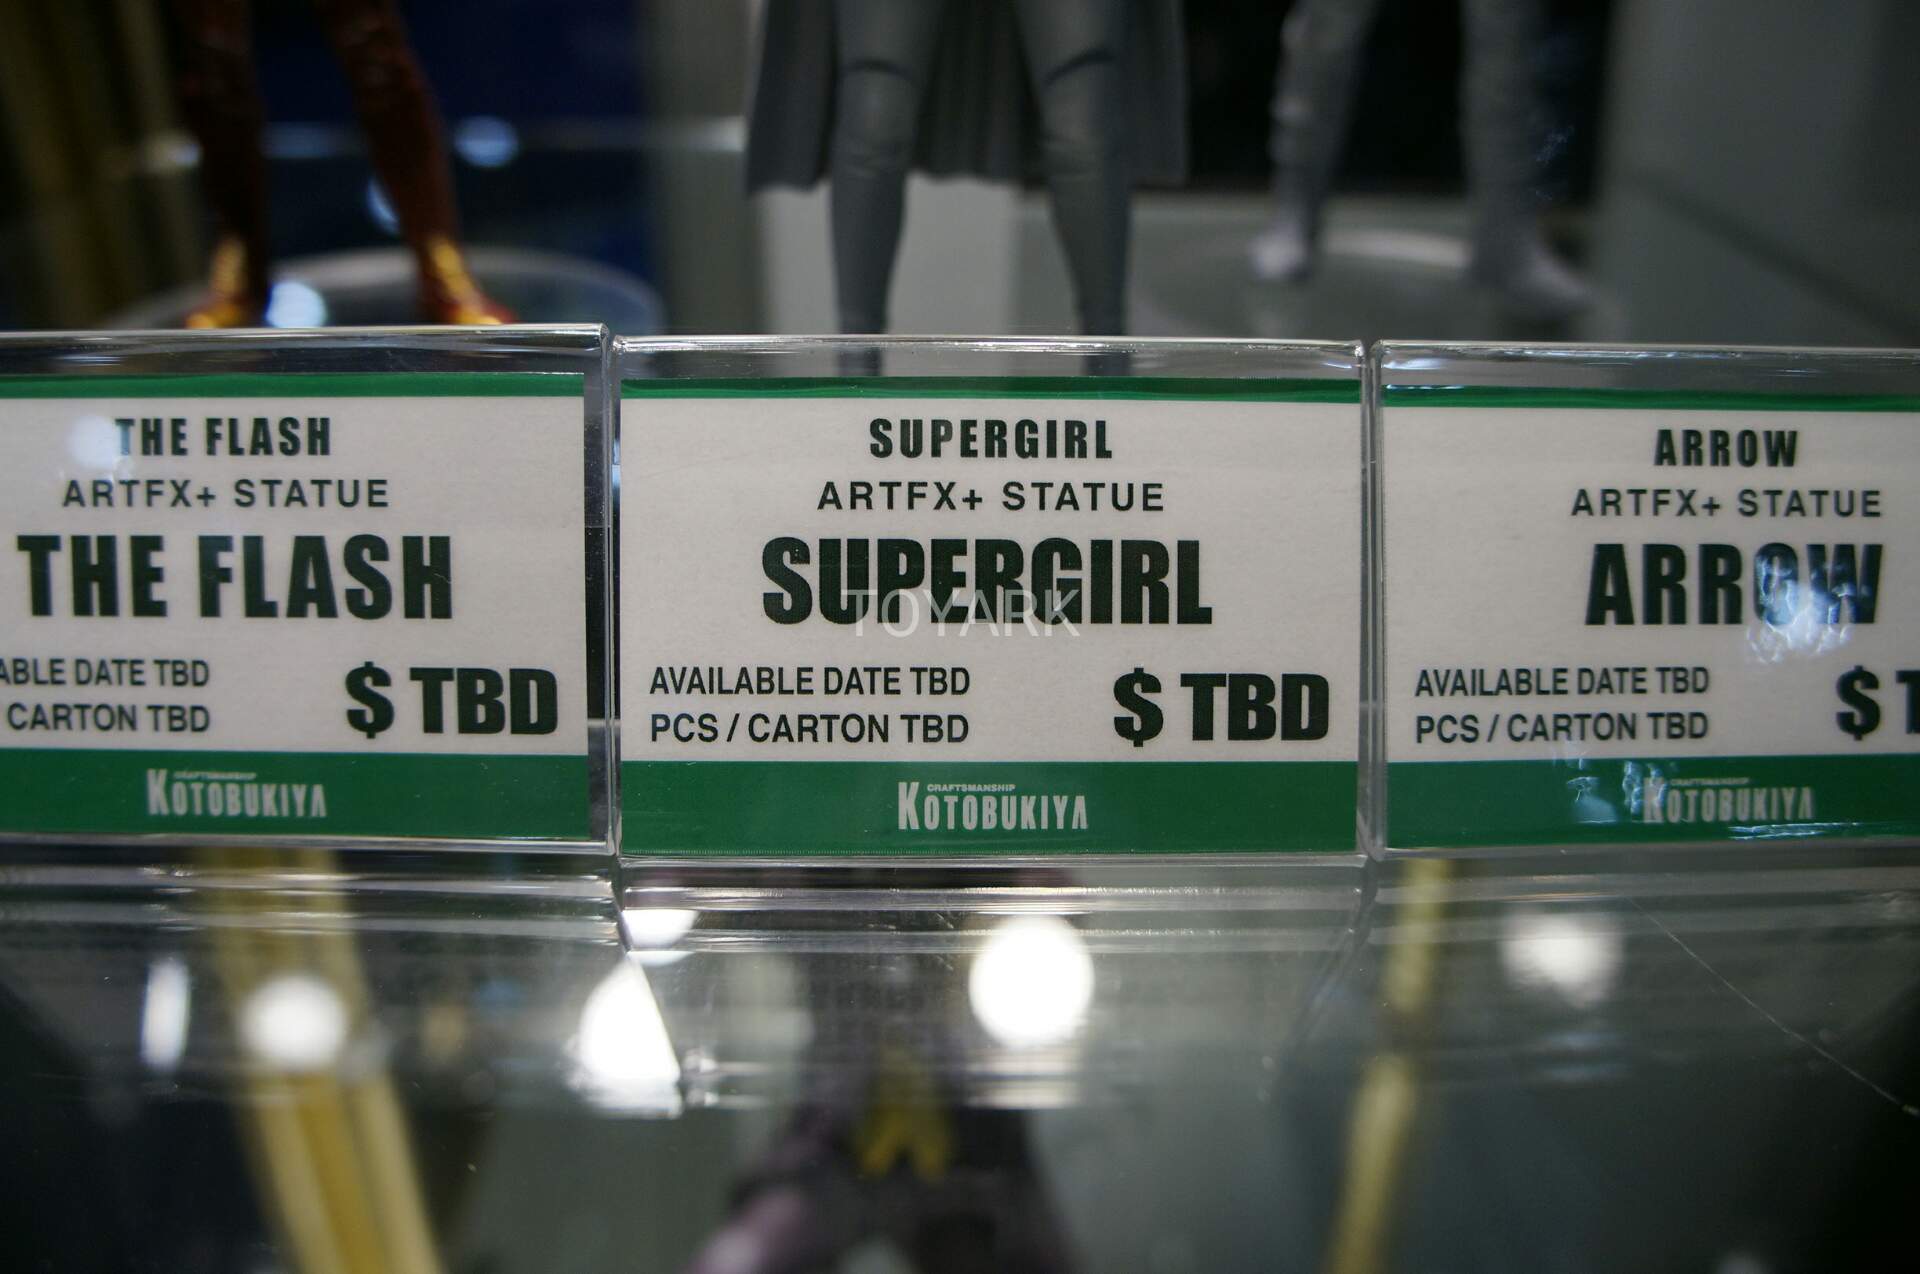 THE FLASH
ARTFX+ STATUE
THE FLASH
ABLE DATE TBD
CARTON TBD
$ TBD
CRAFTSMANSHIP
KOTOBUKIYA
SUPERGIRL
ARTFX+ STATUE
SUPERGIRL
AVAILABLE DATE TBD
PCS / CARTON TBD
$ TBD
CRAFTSMANSHIP
KOTOBUKIYA
TOYARK
ARROW
ARTFX+ STATUE
ARROW
AVAILABLE DATE TBD
PCS / CARTON TBD
$ T
CRAFTSMANSHIP
KOTOBUKIYA